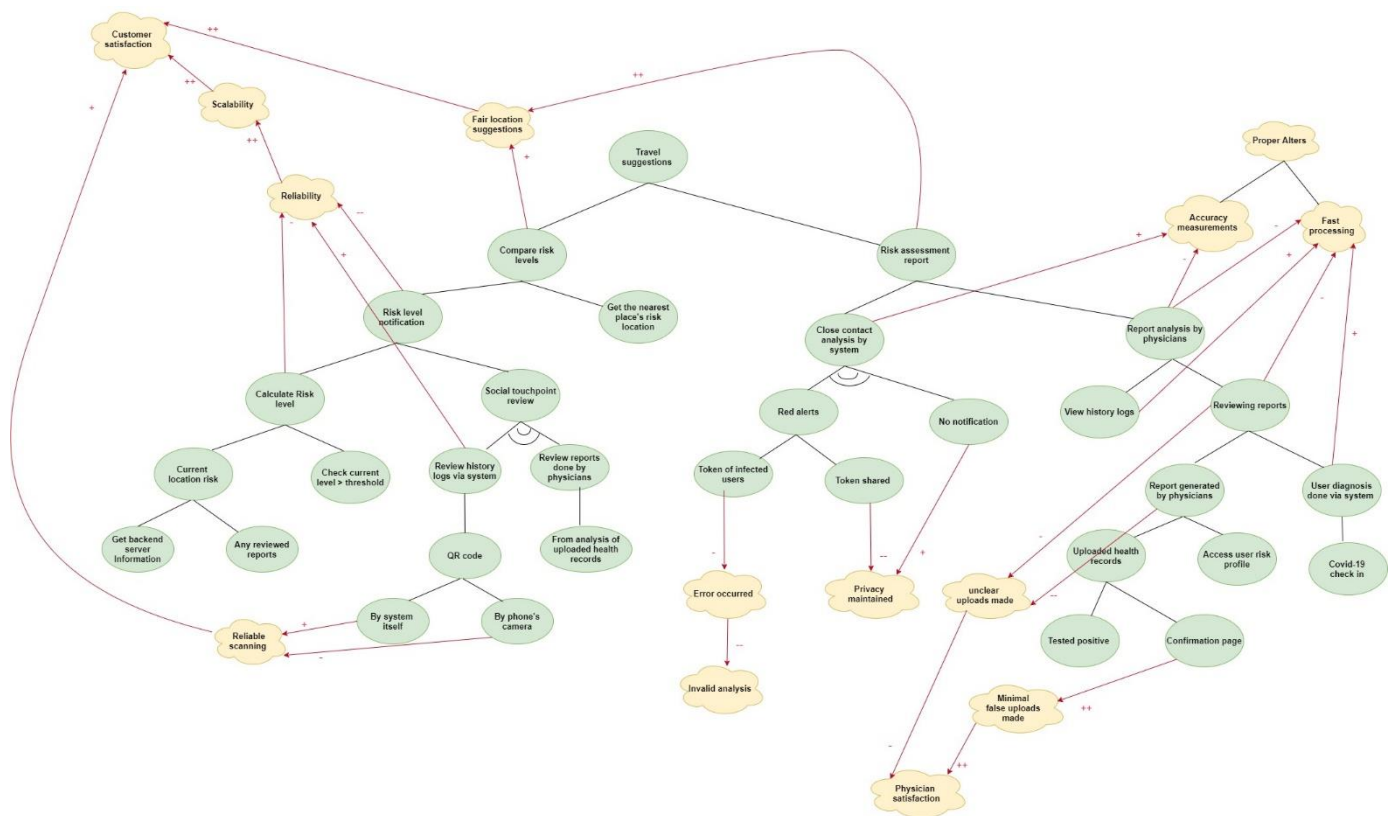 Customer
satisfaction
++
++
++
Scalability
+
Fair location
suggestions
++
Proper Alters
Travel
suggestions
+
Reliability
--
-
+
Accuracy
measurements
Fast
processing
+
-
+
-
-
+
Compare risk
levels
Risk assessment
report
Risk level
notification
Get the nearest
place's risk
location
Close contact
analysis by
system
Report analysis by
physicians
Calculate Risk
level
Social touchpoint
review
Red alerts
No notification
View history logs
Reviewing reports
Current
location risk
Check current
level > threshold
Review history
logs via system
Review reports
done by
physicians
Token of infected
users
Token shared
Report generated
by physicians
User diagnosis
done via system
Get backend
server
Information
Any reviewed
reports
QR code
From analysis of
uploaded health
records
-
--
+
-
--
Uploaded health
records
Access user risk
profile
Covid-19
check in
Error occurred
Privacy
maintained
unclear
uploads made
By system
itself
By phone's
camera
Reliable
scanning
+
-
--
Tested positive
Confirmation page
Invalid analysis
Minimal
false uploads
made
++
-
++
Physician
satisfaction